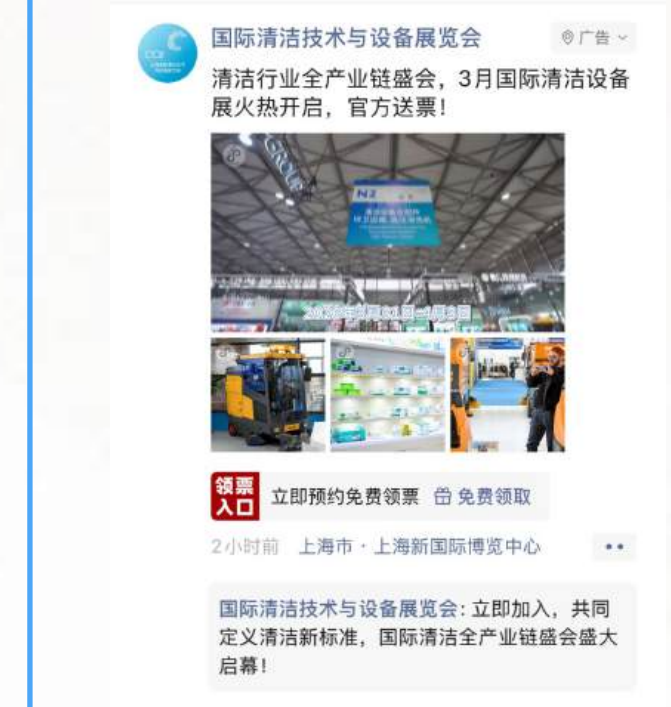 国际清洁技术与设备展览会
广告
清洁行业全产业链盛会，3月国际清洁设备
展火热开启，官方送票！
GROUP
N2
领票
入口
立即预约免费领票 免费领取
2小时前 上海市·上海新国际博览中心
国际清洁技术与设备展览会：立即加入，共同
定义清洁新标准，国际清洁全产业链盛会盛大
启幕！